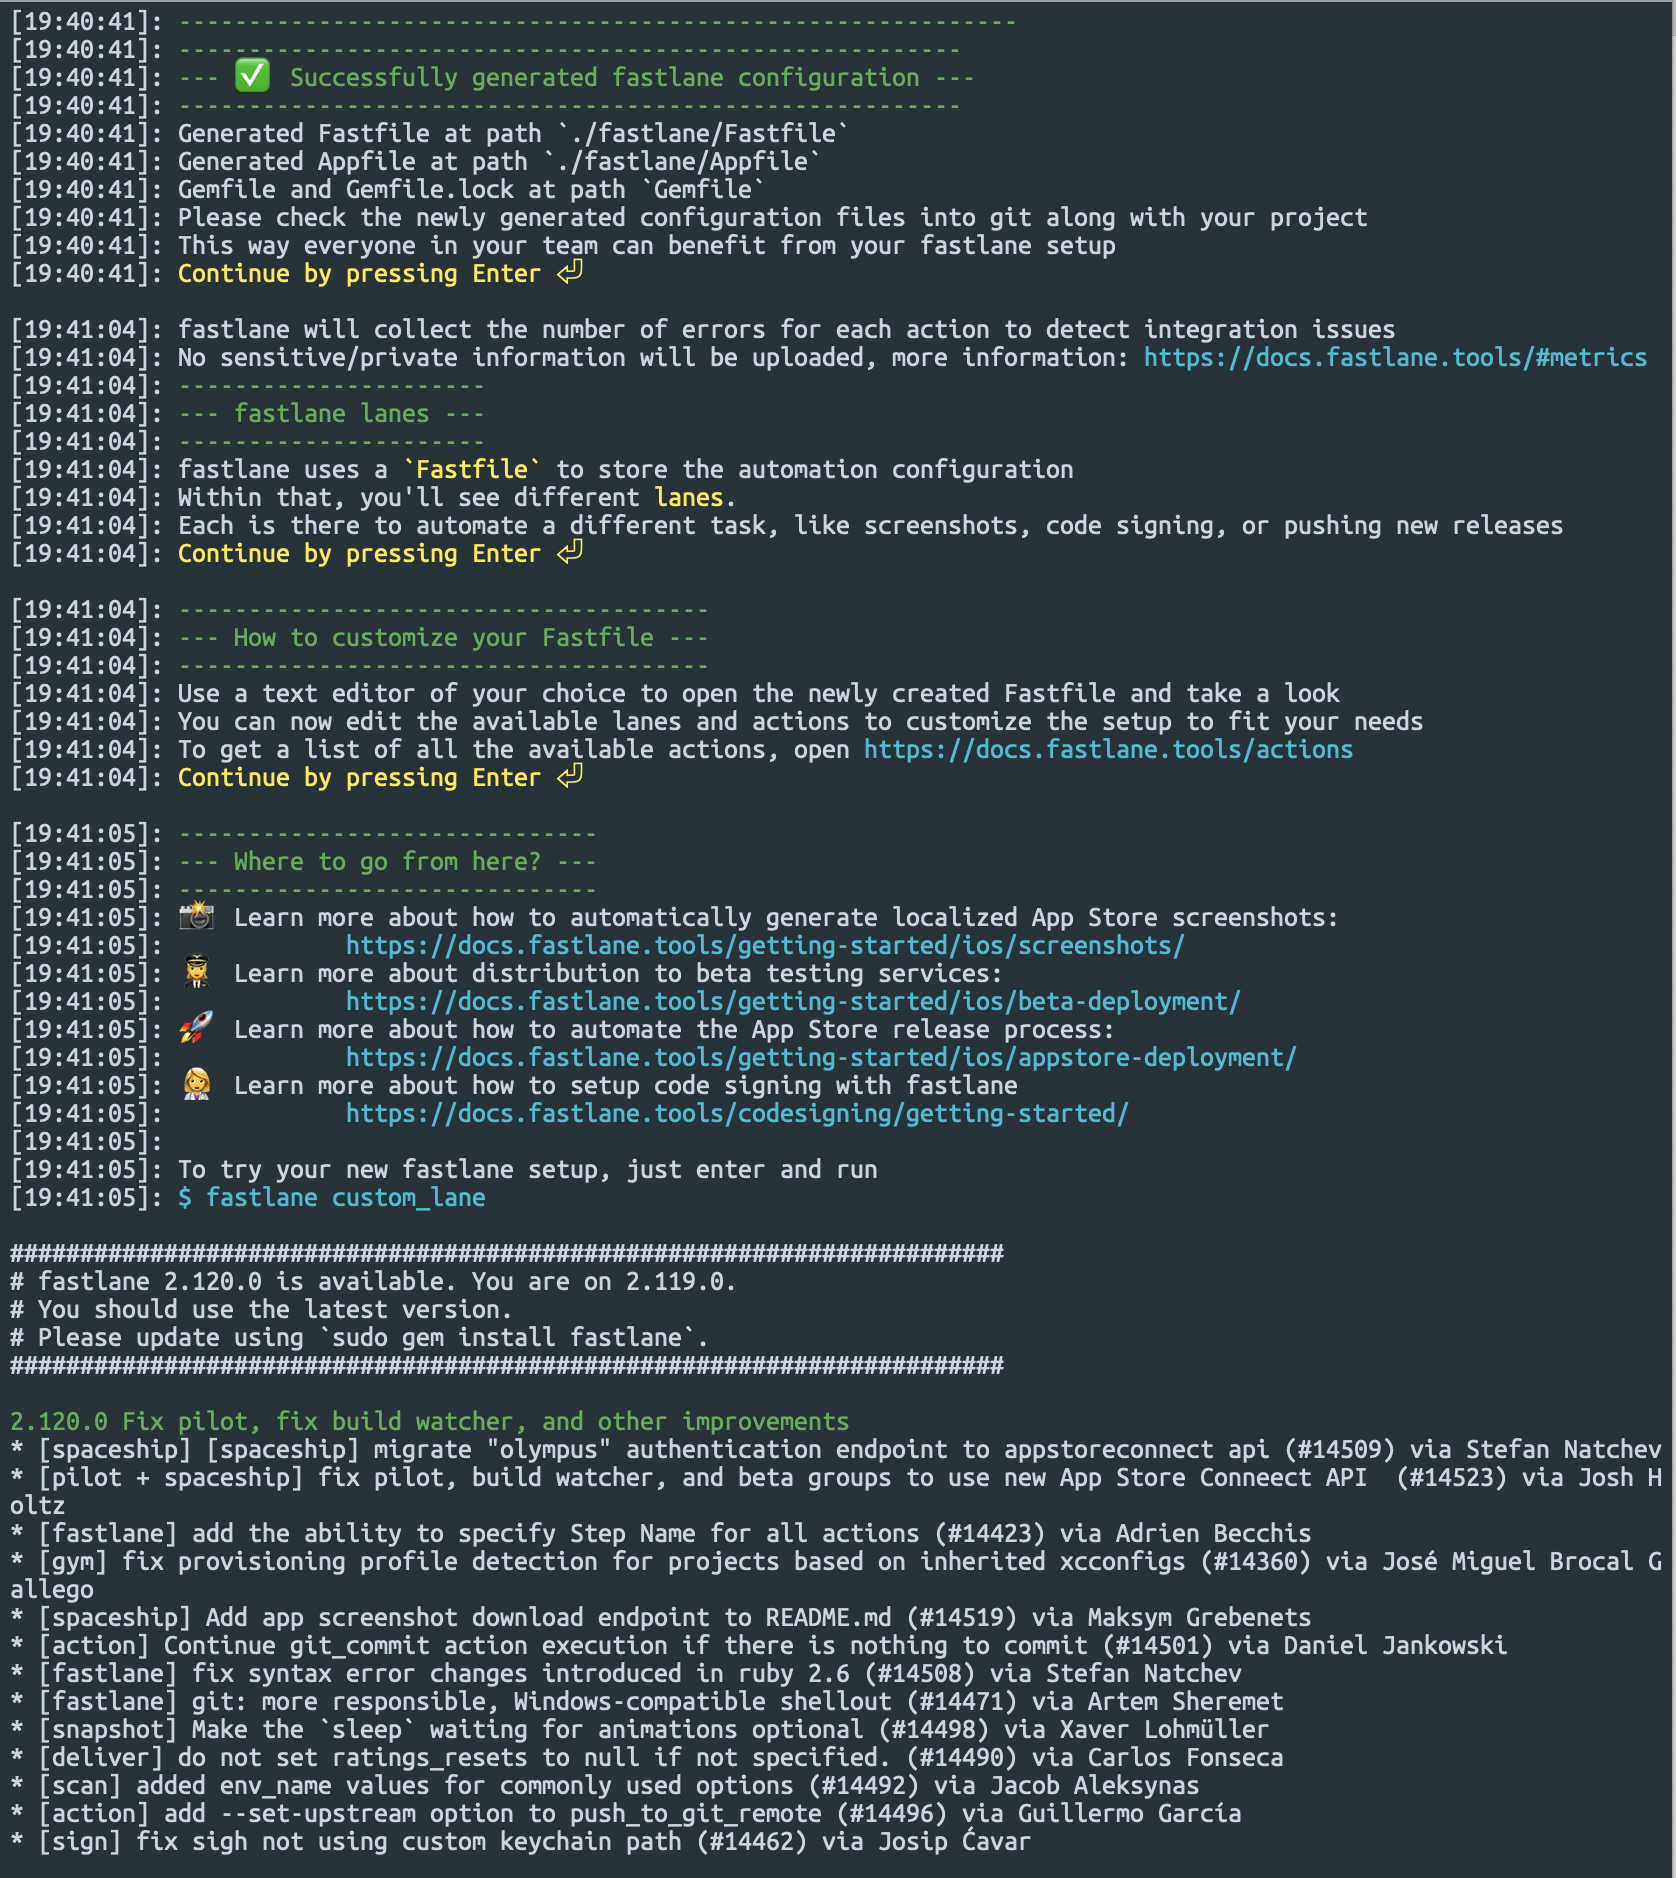 [19:40:41]: ------------------------------------------------------------
[19:40:41]: --------------------------------------------------------
[19:40:41]: --- ✅ Successfully generated fastlane configuration ---
[19:40:41]: --------------------------------------------------------
[19:40:41]: Generated Fastfile at path `./fastlane/Fastfile`
[19:40:41]: Generated Appfile at path `./fastlane/Appfile`
[19:40:41]: Gemfile and Gemfile.lock at path `Gemfile`
[19:40:41]: Please check the newly generated configuration files into git along with your project
[19:40:41]: This way everyone in your team can benefit from your fastlane setup
[19:40:41]: Continue by pressing Enter ⏎
[19:41:04]: fastlane will collect the number of errors for each action to detect integration issues
[19:41:04]: No sensitive/private information will be uploaded, more information: https://docs.fastlane.tools/#metrics
[19:41:04]: ----------------------
[19:41:04]: --- fastlane lanes ---
[19:41:04]: ----------------------
[19:41:04]: fastlane uses a `Fastfile` to store the automation configuration
[19:41:04]: Within that, you'll see different lanes.
[19:41:04]: Each is there to automate a different task, like screenshots, code signing, or pushing new releases
[19:41:04]: Continue by pressing Enter ⏎
[19:41:04]: --------------------------------------
[19:41:04]: --- How to customize your Fastfile ---
[19:41:04]: --------------------------------------
[19:41:04]: Use a text editor of your choice to open the newly created Fastfile and take a look
[19:41:04]: You can now edit the available lanes and actions to customize the setup to fit your needs
[19:41:04]: To get a list of all the available actions, open https://docs.fastlane.tools/actions
[19:41:04]: Continue by pressing Enter ⏎
[19:41:05]: ------------------------------
[19:41:05]: --- Where to go from here? ---
[19:41:05]: ------------------------------
[19:41:05]: 📸 Learn more about how to automatically generate localized App Store screenshots:
[19:41:05]: https://docs.fastlane.tools/getting-started/ios/screenshots/
[19:41:05]: 👩‍✈️ Learn more about distribution to beta testing services:
[19:41:05]: https://docs.fastlane.tools/getting-started/ios/beta-deployment/
[19:41:05]: 🚀 Learn more about how to automate the App Store release process:
[19:41:05]: https://docs.fastlane.tools/getting-started/ios/appstore-deployment/
[19:41:05]: 👩‍⚕️ Learn more about how to setup code signing with fastlane
[19:41:05]: https://docs.fastlane.tools/codesigning/getting-started/
[19:41:05]:
[19:41:05]: To try your new fastlane setup, just enter and run
[19:41:05]: $ fastlane custom_lane
#######################################################################
# fastlane 2.120.0 is available. You are on 2.119.0.
# You should use the latest version.
# Please update using `sudo gem install fastlane`.
#######################################################################
2.120.0 Fix pilot, fix build watcher, and other improvements
* [spaceship] [spaceship] migrate "olympus" authentication endpoint to appstoreconnect api (#14509) via Stefan Natchev
* [pilot + spaceship] fix pilot, build watcher, and beta groups to use new App Store Conneect API  (#14523) via Josh H
oltz
* [fastlane] add the ability to specify Step Name for all actions (#14423) via Adrien Becchis
* [gym] fix provisioning profile detection for projects based on inherited xcconfigs (#14360) via José Miguel Brocal G
allego
* [spaceship] Add app screenshot download endpoint to README.md (#14519) via Maksym Grebenets
* [action] Continue git_commit action execution if there is nothing to commit (#14501) via Daniel Jankowski
* [fastlane] fix syntax error changes introduced in ruby 2.6 (#14508) via Stefan Natchev
* [fastlane] git: more responsible, Windows-compatible shellout (#14471) via Artem Sheremet
* [snapshot] Make the `sleep` waiting for animations optional (#14498) via Xaver Lohmüller
* [deliver] do not set ratings_resets to null if not specified. (#14490) via Carlos Fonseca
* [scan] added env_name values for commonly used options (#14492) via Jacob Aleksynas
* [action] add --set-upstream option to push_to_git_remote (#14496) via Guillermo García
* [sign] fix sigh not using custom keychain path (#14462) via Josip Ćavar